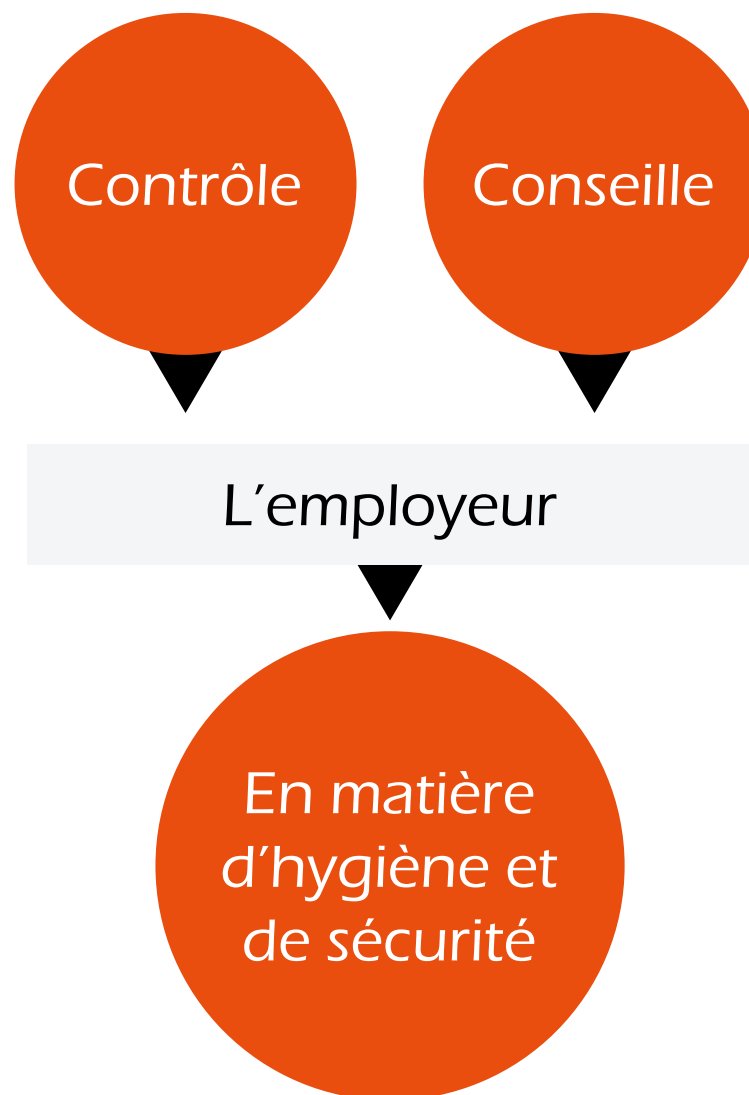 Contrôle
Conseille
L’employeur
En matière
d’hygiène et
de sécurité